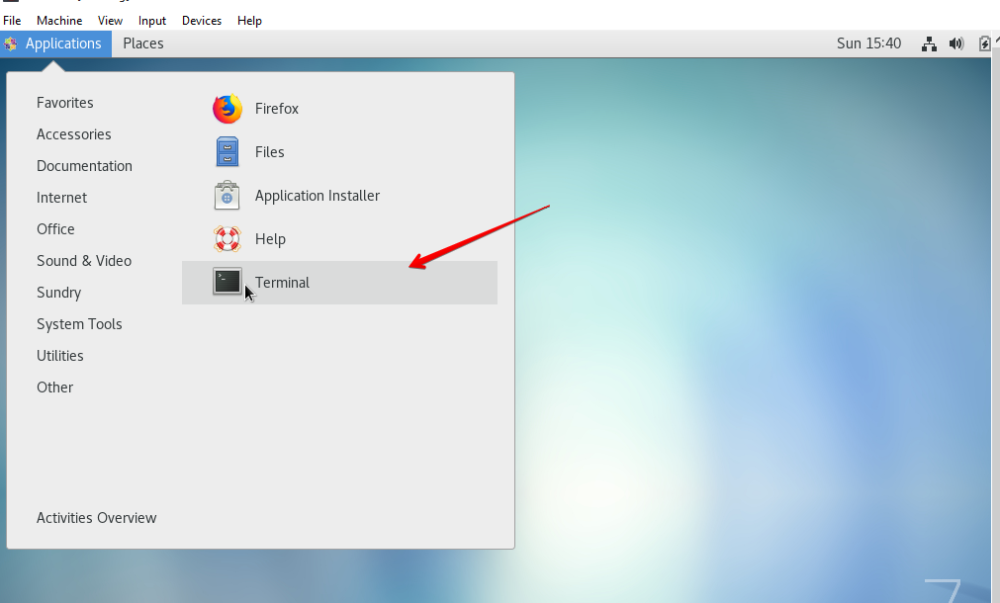 File Machine View Input Devices Help
Applications Places Sun 15:40
Favorites
Accessories
Documentation
Internet
Office
Sound & Video
Sundry
System Tools
Utilities
Other
Activities Overview
Firefox
Files
Application Installer
Help
Terminal
7